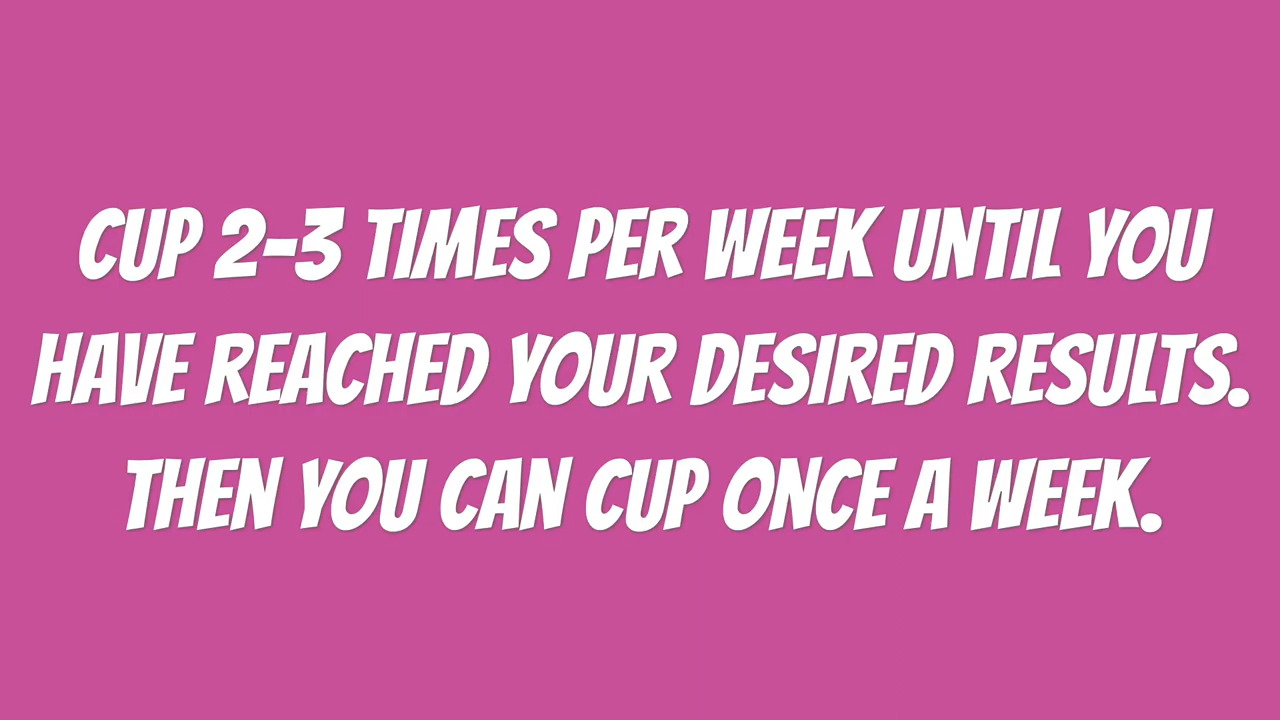 CUP 2-3 TIMES PER WEEK UNTIL YOU
HAVE REACHED YOUR DESIRED RESULTS.
THEN YOU CAN CUP ONCE A WEEK.